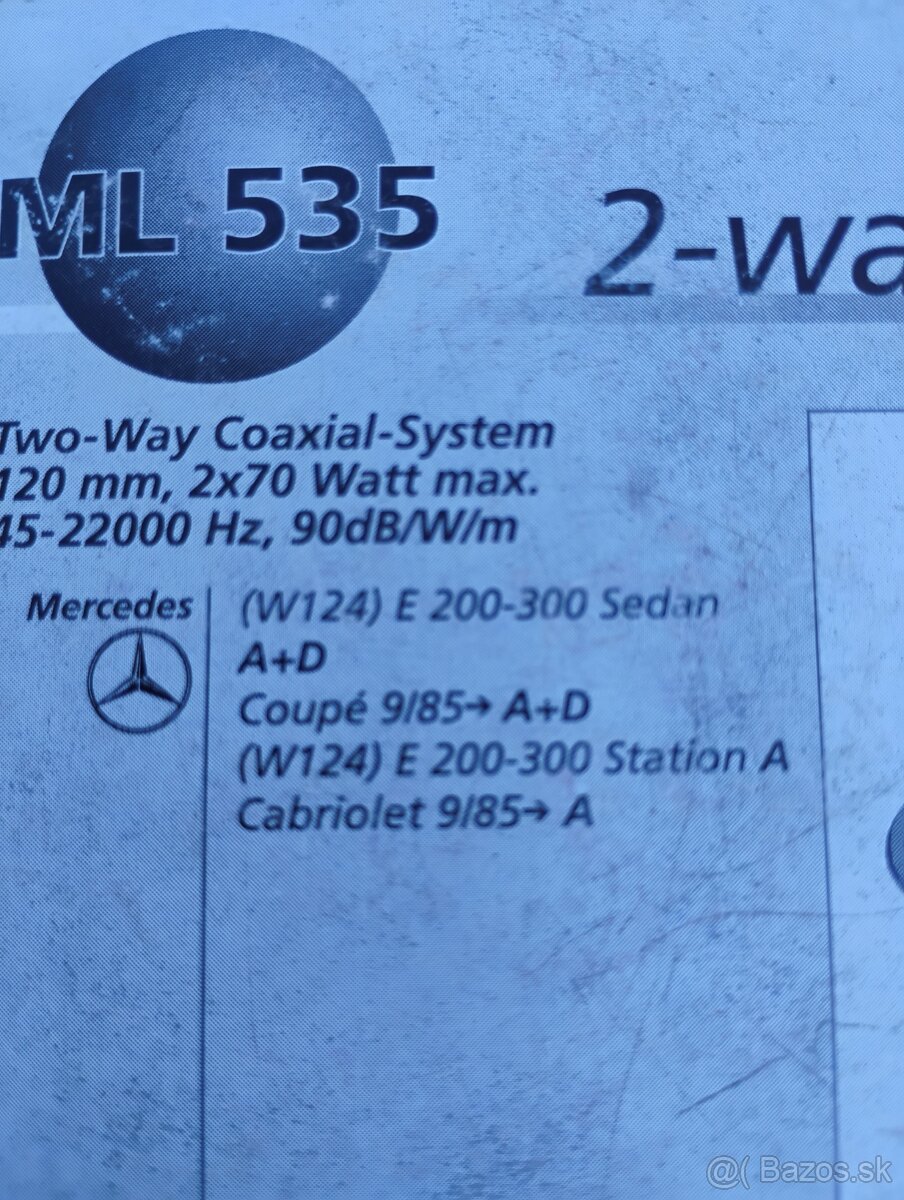 ML 535
2-wa
Two-Way Coaxial-System
120 mm, 2x70 Watt max.
45-22000 Hz, 90dB/W/m
Mercedes
(W124) E 200-300 Sedan
A+D
Coupé 9/85→ A+D
(W124) E 200-300 Station A
Cabriolet 9/85→ A
@( Bazos.sk